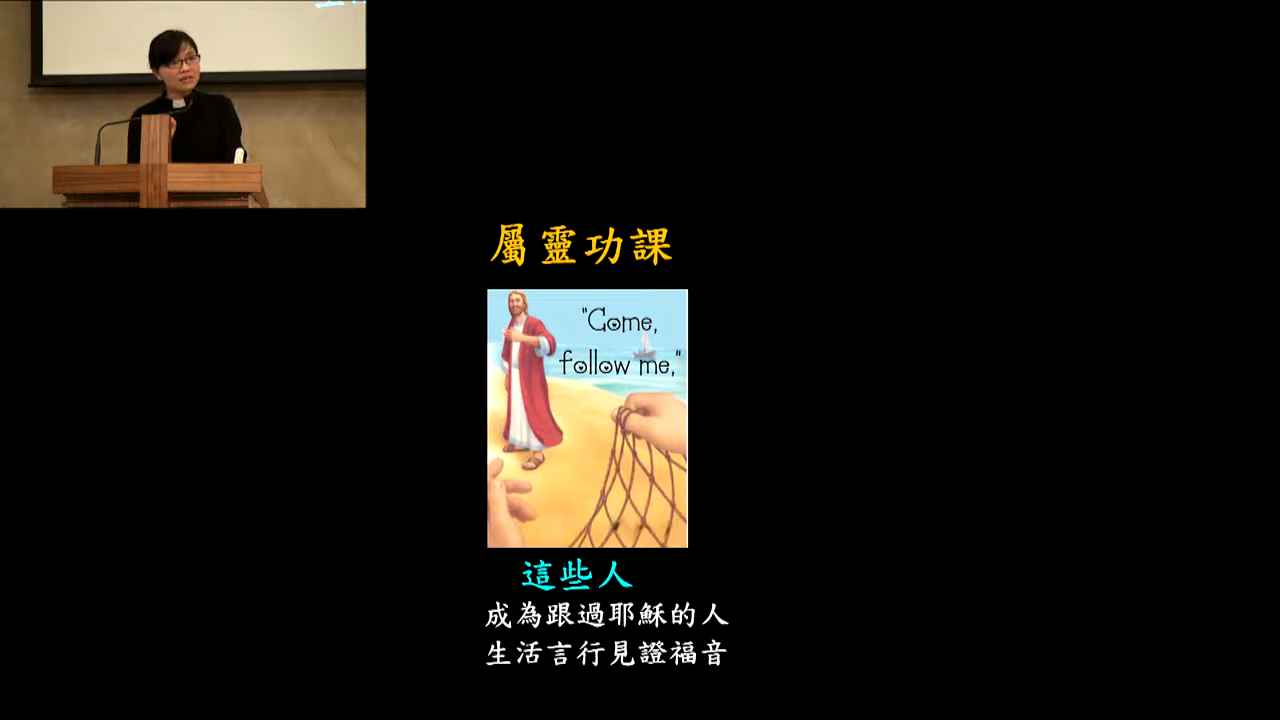 屬靈功課
"Come,
follow me,"
這些人
成為跟過耶穌的人
生活言行見證福音